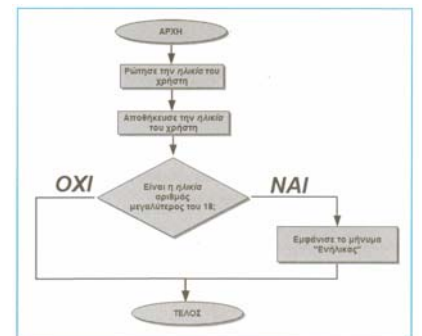 ΑΡΧΗ
Ρώτησε την ηλικία του
χρήστη
Αποθήκευσε την ηλικία
του χρήστη
Είναι η ηλικία
αριθμός
μεγαλύτερος του 18;
ΟΧΙ
ΝΑΙ
Εμφάνισε το μήνυμα
"Ενήλικας"
ΤΕΛΟΣ